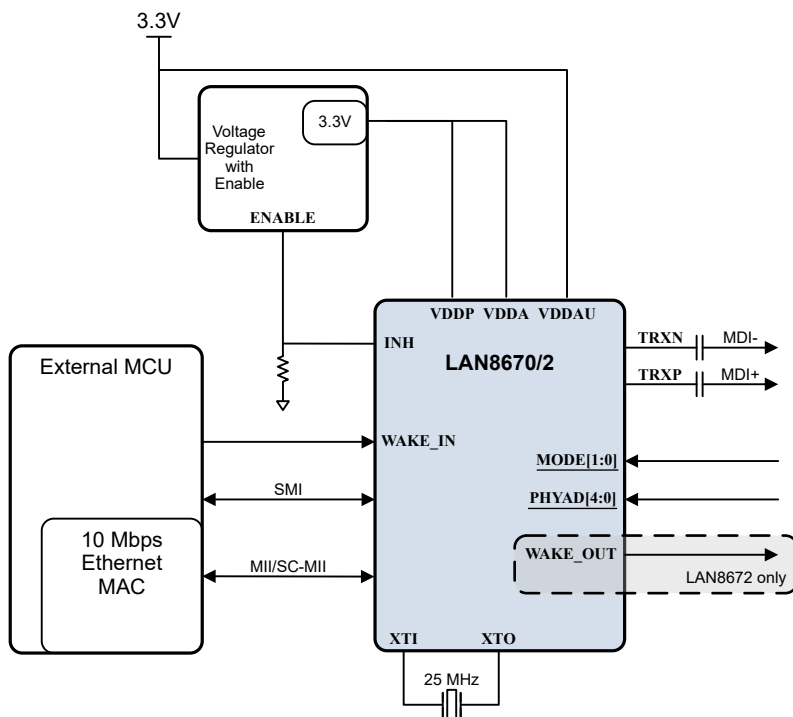 3.3V
Voltage
Regulator
with
Enable
3.3V
ENABLE
VDDP VDDA VDDAU
INH
LAN8670/2
TRXN
MDI-
TRXP
MDI+
External MCU
WAKE_IN
SMI
MODE[1:0]
PHYAD[4:0]
10 Mbps
Ethernet
MAC
MII/SC-MII
WAKE_OUT
LAN8672 only
XTI
XTO
25 MHz